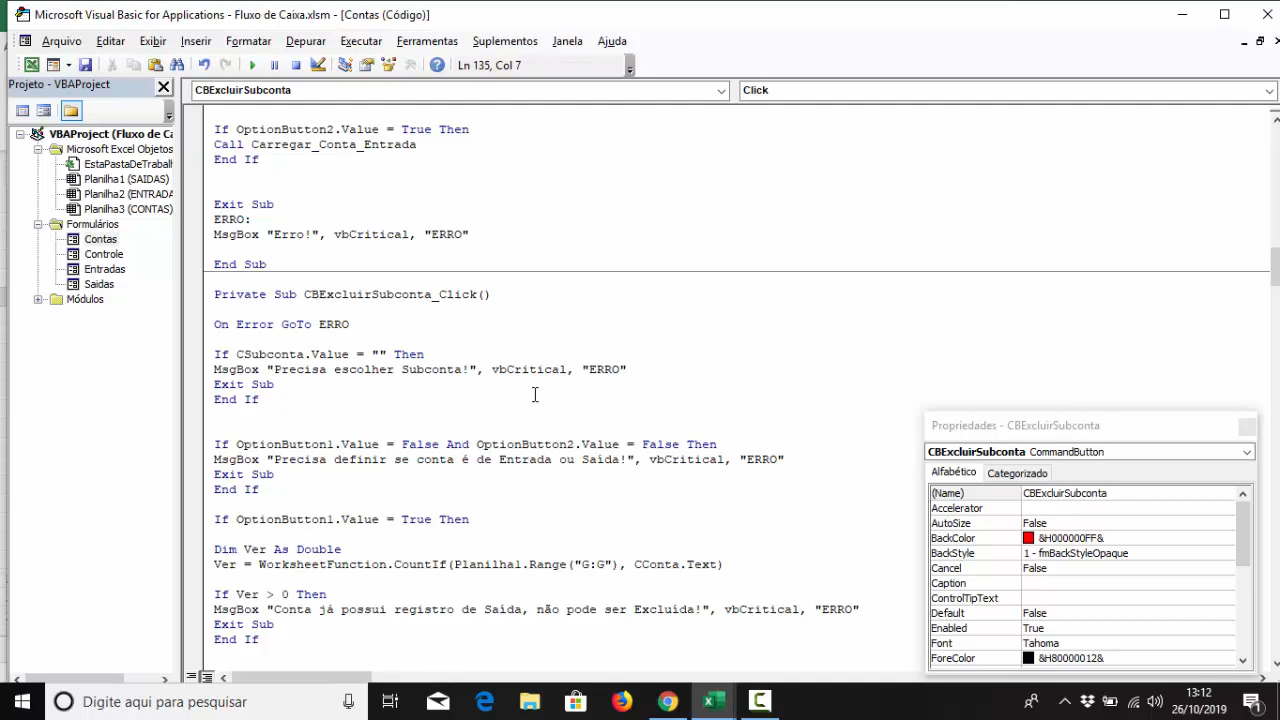 Microsoft Visual Basic for Applications - Fluxo de Caixa.xlsm - [Contas (Código)]
Arquivo Editar Exibir Inserir Formatar Depurar Executar Ferramentas Suplementos Janela Ajuda
Ln 135, Col 7
Projeto - VBAProject
CBExcluirSubconta
Click
VBAProject (Fluxo de Ca
Microsoft Excel Objetos
EstaPastaDeTrabalh
Planilha1 (SAIDAS)
Planilha2 (ENTRADA
Planilha3 (CONTAS)
Formulários
Contas
Controle
Entradas
Saidas
Módulos
If OptionButton2.Value = True Then
Call Carregar_Conta_Entrada
End If
Exit Sub
ERRO:
MsgBox "Erro!", vbCritical, "ERRO"
End Sub
Private Sub CBExcluirSubconta_Click()
On Error GoTo ERRO
If CSubconta.Value = "" Then
MsgBox "Precisa escolher Subconta!", vbCritical, "ERRO"
Exit Sub
End If
If OptionButton1.Value = False And OptionButton2.Value = False Then
MsgBox "Precisa definir se conta é de Entrada ou Saída!", vbCritical, "ERRO"
Exit Sub
End If
If OptionButton1.Value = True Then
Dim Ver As Double
Ver = WorksheetFunction.CountIf(Planilha1.Range("G:G"), CConta.Text)
If Ver > 0 Then
MsgBox "Conta já possui registro de Saída, não pode ser Excluída!", vbCritical, "ERRO"
Exit Sub
End If
Propriedades - CBExcluirSubconta
CBExcluirSubconta CommandButton
Alfabético Categorizado
(Name) CBExcluirSubconta
Accelerator
AutoSize False
BackColor &H000000FF&
BackStyle 1 - fmBackStyleOpaque
Cancel False
Caption
ControlTipText
Default False
Enabled True
Font Tahoma
ForeColor &H80000012&
Digite aqui para pesquisar
13:12
26/10/2019
1